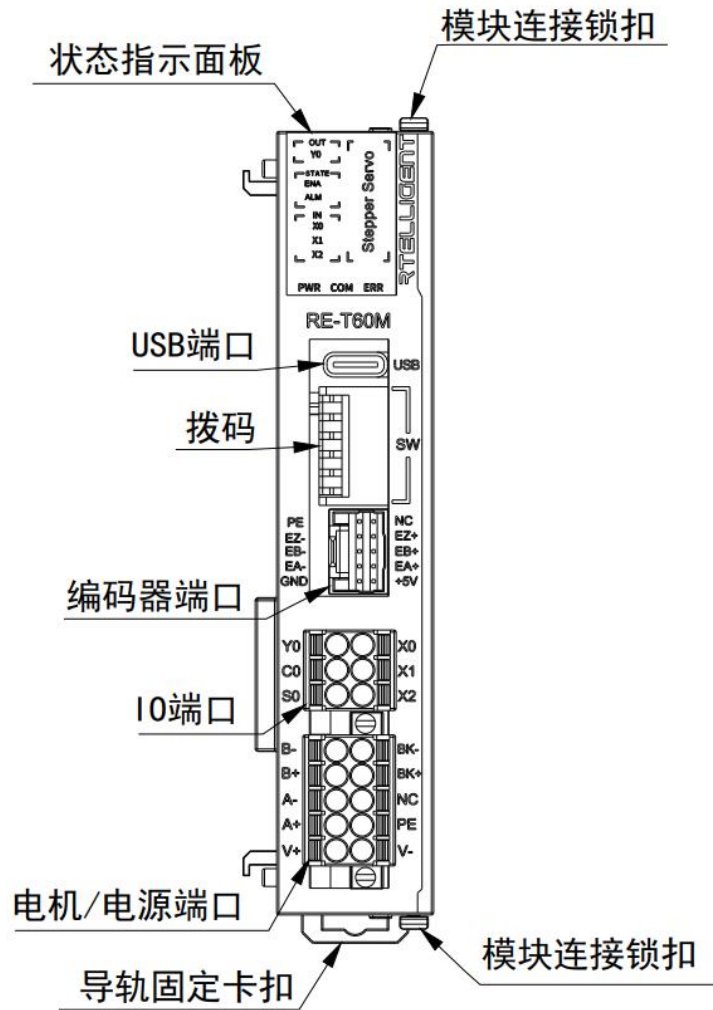 模块连接锁扣
状态指示面板
OUT
Y0
STATE
ENA
ALM
IN
X0
X1
X2
Stepper Servo
RTELLIGENT
PWR COM ERR
RE-T60M
USB端口
USB
拨码
SW
PE NC
EZ- EZ+
EB- EB+
EA- EA+
GND +5V
编码器端口
Y0 X0
C0 X1
S0 X2
IO端口
B- BK-
B+ BK+
A- NC
A+ PE
V+ V-
电机/电源端口
模块连接锁扣
导轨固定卡扣